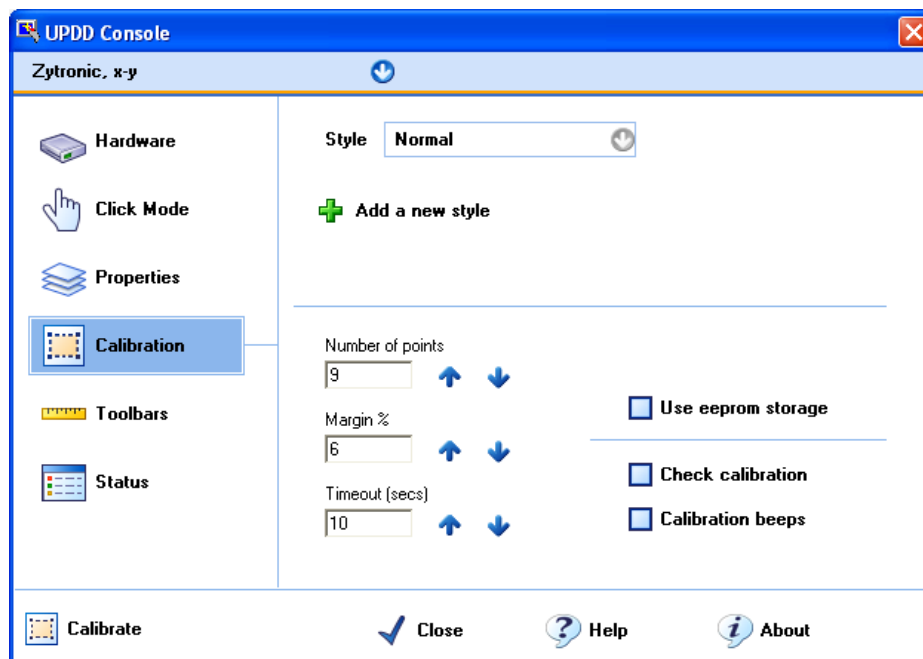 UPDD Console
Zytronic, x-y
Hardware
Click Mode
Properties
Calibration
Toolbars
Status
Style Normal
Add a new style
Number of points
9
Margin %
6
Timeout (secs)
10
Use eeprom storage
Check calibration
Calibration beeps
Calibrate Close Help About